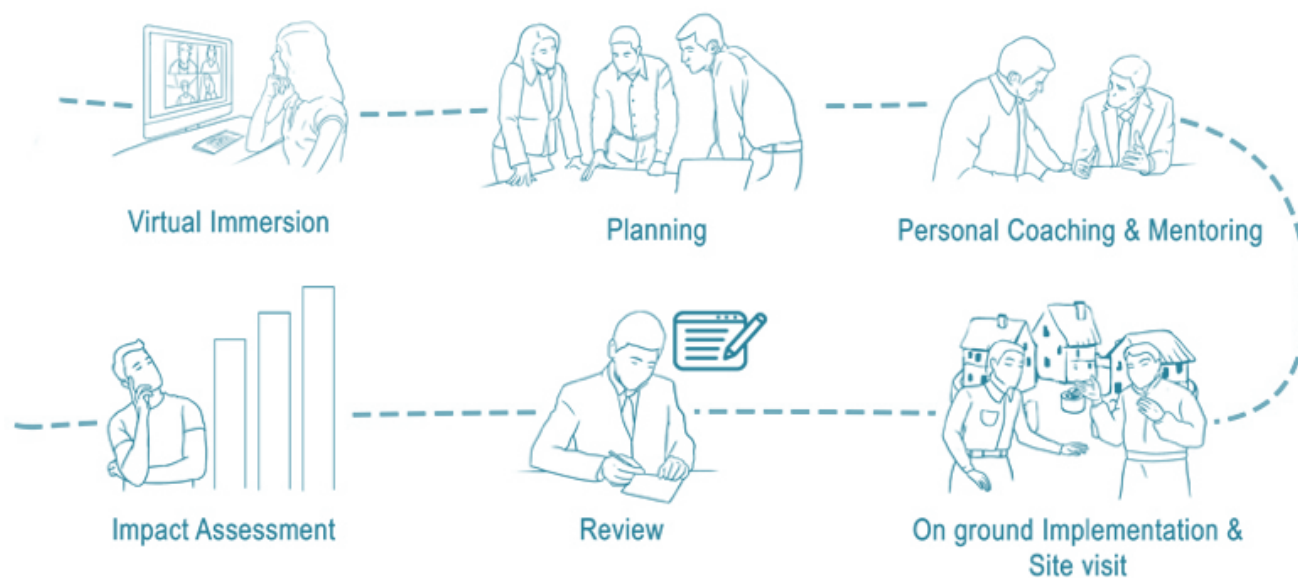 Virtual Immersion
Planning
Personal Coaching & Mentoring
Impact Assessment
Review
On ground Implementation &
Site visit